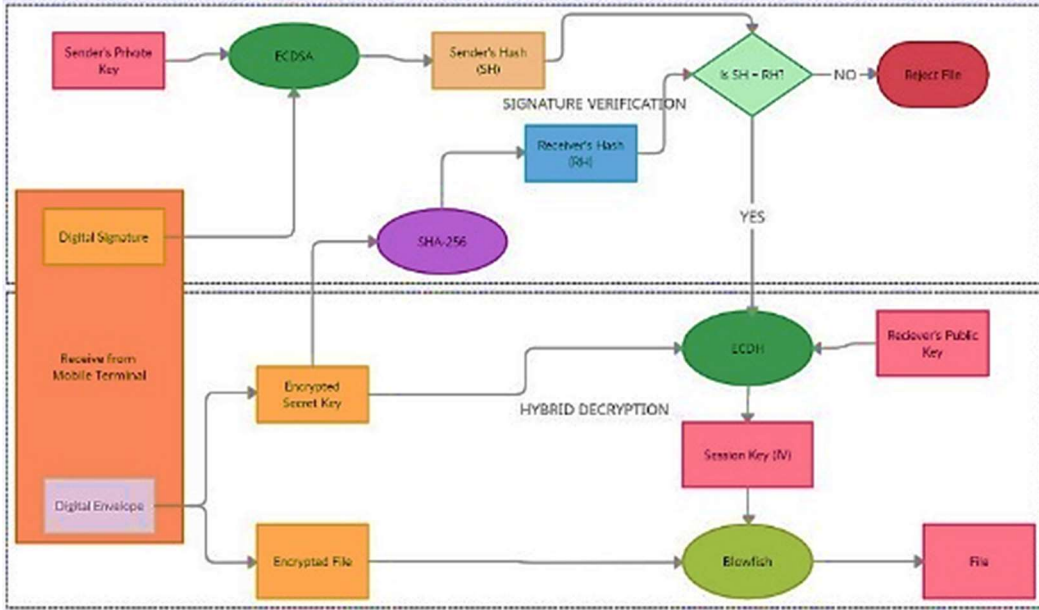 Sender's Private
Key
ECDSA
Sender's Hash
(SH)
Is SH = RH?
NO
Reject File
SIGNATURE VERIFICATION
Receiver's Hash
(RH)
Digital Signature
SHA-256
YES
Receive from
Mobile Terminal
ECDH
Reciever's Public
Key
Encrypted
Secret Key
HYBRID DECRYPTION
Session Key (IV)
Digital Envelope
Encrypted File
Blowfish
File